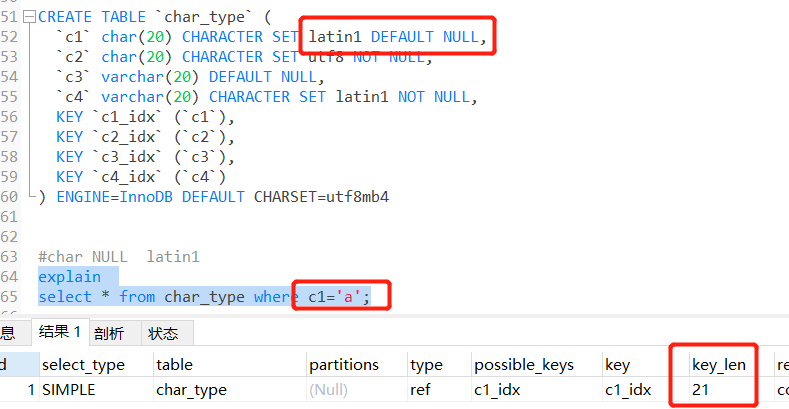 51 CREATE TABLE `char_type` (
52 `c1` char(20) CHARACTER SET latin1 DEFAULT NULL,
53 `c2` char(20) CHARACTER SET utf8 NOT NULL,
54 `c3` varchar(20) DEFAULT NULL,
55 `c4` varchar(20) CHARACTER SET latin1 NOT NULL,
56 KEY `c1_idx` (`c1`),
57 KEY `c2_idx` (`c2`),
58 KEY `c3_idx` (`c3`),
59 KEY `c4_idx` (`c4`)
60 ) ENGINE=InnoDB DEFAULT CHARSET=utf8mb4
61
62
63 #char NULL latin1
64 explain
65 select * from char_type where c1='a';
息 结果 1 剖析 状态
d select_type table partitions type possible_keys key key_len re
1 SIMPLE char_type (Null) ref c1_idx c1_idx 21 co